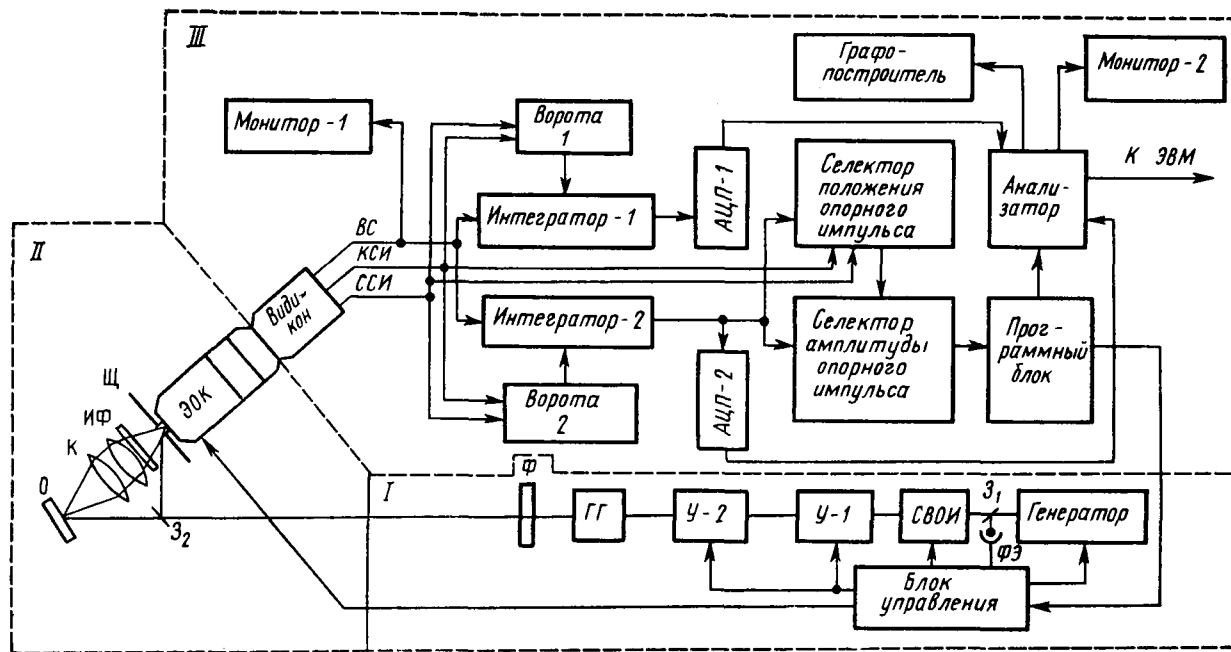 III
Графо-
построитель
Монитор-2
Монитор-1
Ворота
1
К ЭВМ
АЦП-1
Селектор
положения
опорного
импульса
Анали-
затор
Интегратор-1
II
ВС
КСИ
ССИ
Види-
кон
Интегратор-2
Селектор
амплитуды
опорного
импульса
Прог-
раммный
блок
Щ
ЭОК
АЦП-2
Ворота
2
ИФ
К
О
I
Ф
З2
ГГ
У-2
У-1
СВОИ
З1
Генератор
ФЭ
Блок
управления